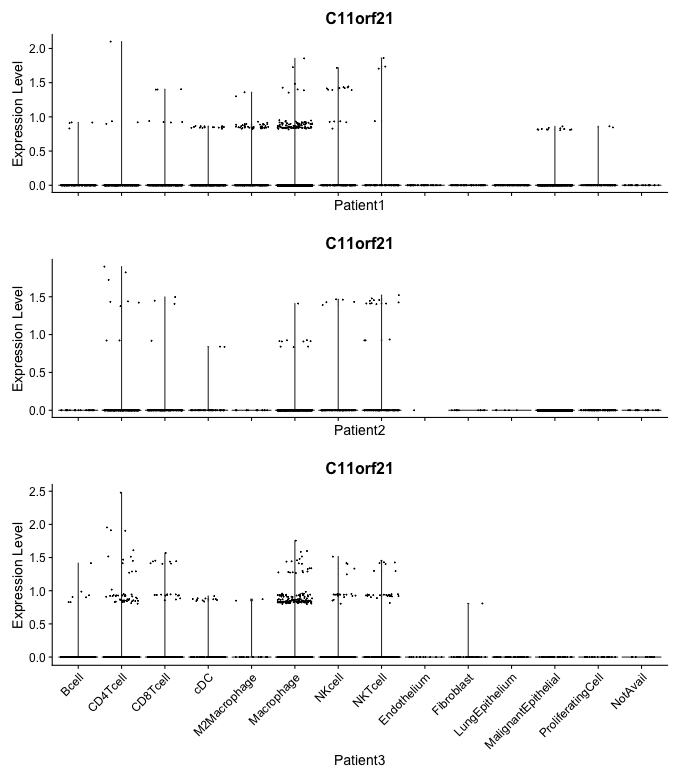 C11orf21
Expression Level
2.0
1.5
1.0
0.5
0.0
Patient1
C11orf21
Expression Level
1.5
1.0
0.5
0.0
Patient2
C11orf21
Expression Level
2.5
2.0
1.5
1.0
0.5
0.0
Bcell
CD4Tcell
CD8Tcell
cDC
M2Macrophage
Macrophage
NKcell
NKTcell
Endothelium
Fibroblast
LungEpithelium
MalignantEpithelial
ProliferatingCell
NotAvail
Patient3